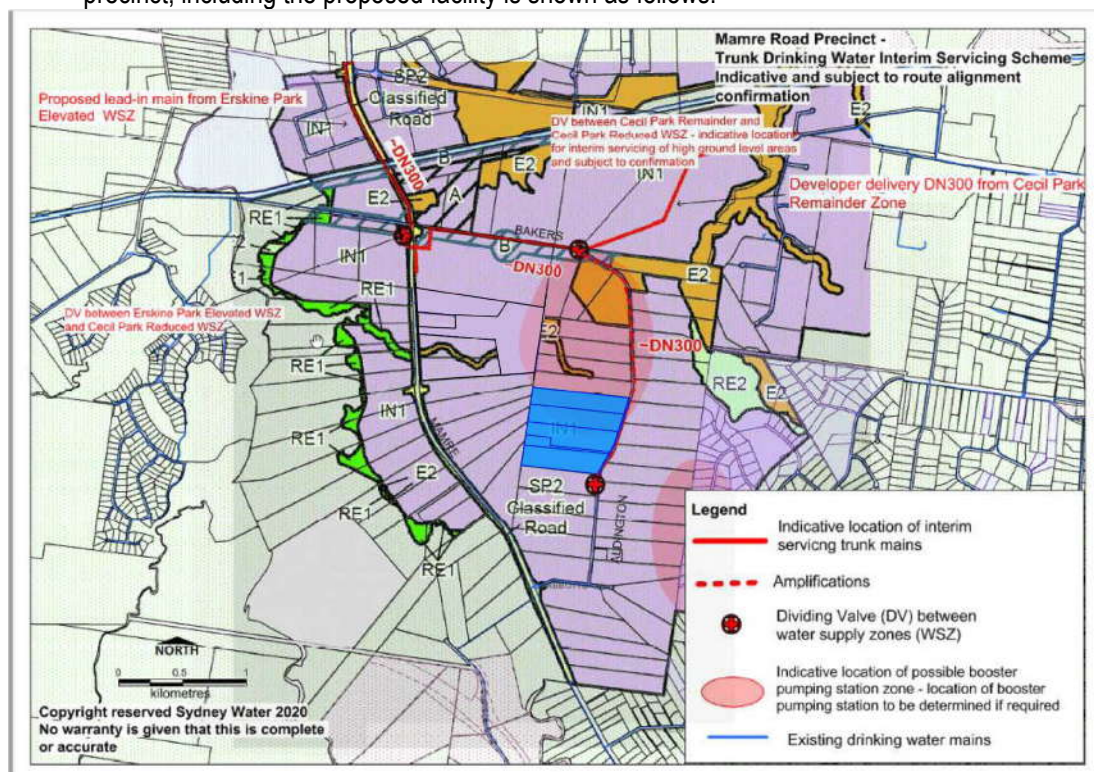 precinct, including the proposed facility is shown as follows:
Mamre Road Precinct -
Trunk Drinking Water Interim Servicing Scheme
Indicative and subject to route alignment
confirmation
SP2
Classified
Road
E2
Proposed lead-in main from Erskine Park
Elevated WSZ
IN1
IN1
DV between Cecil Park Remainder and
Cecil Park Reduced WSZ - indicative location
for interim servicing of high ground level areas
and subject to confirmation
~DN300
B
E2
IN1
A
E2
Developer delivery DN300 from Cecil Park
Remainder Zone
RE1
BAKERS
B
IN1
~DN300
E2
RE1
DV between Erskine Park Elevated WSZ
and Cecil Park Reduced WSZ
E2
~DN300
RE1
RE2
E2
IN1
IN1
RE1
MAMRE
E2
SP2
Classified
Road
ALDINGTON
RE1
RE1
Legend
Indicative location of interim
servicng trunk mains
Amplifications
Dividing Valve (DV) between
water supply zones (WSZ)
Indicative location of possible booster
pumping station zone - location of booster
pumping station to be determined if required
Existing drinking water mains
NORTH
0 0.5 1
kilometres
Copyright reserved Sydney Water 2020
No warranty is given that this is complete
or accurate